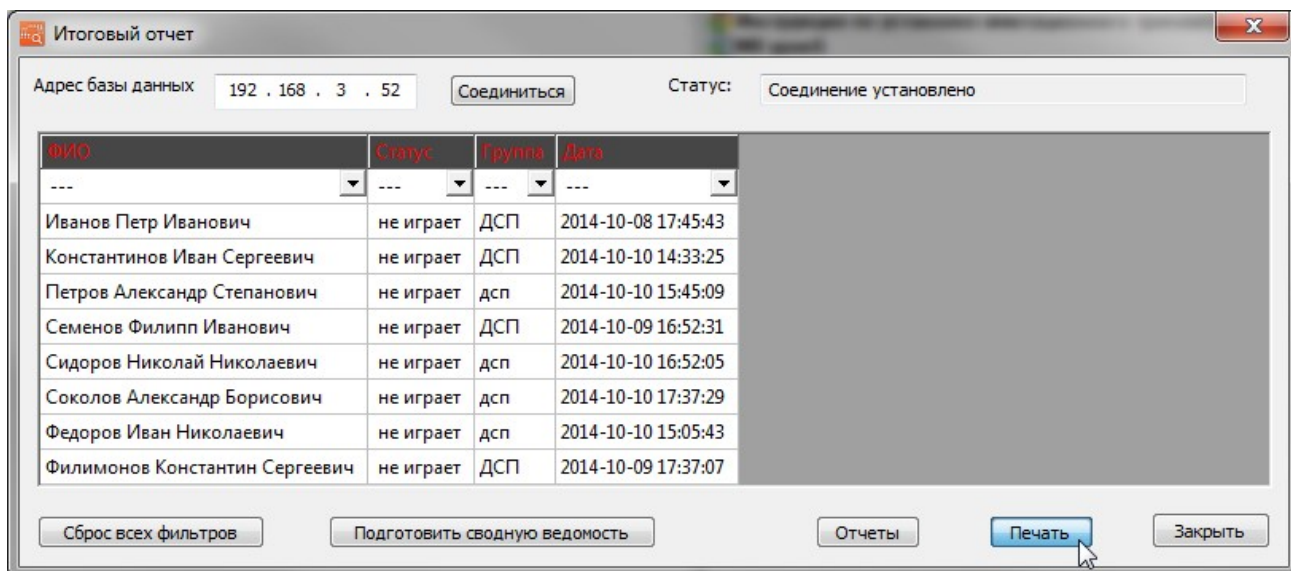 Итоговый отчет
Адрес базы данных 192 . 168 . 3 . 52 Соединиться Статус: Соединение установлено
ФИО Статус Группа Дата
--- --- --- ---
Иванов Петр Иванович не играет ДСП 2014-10-08 17:45:43
Константинов Иван Сергеевич не играет ДСП 2014-10-10 14:33:25
Петров Александр Степанович не играет дсп 2014-10-10 15:45:09
Семенов Филипп Иванович не играет ДСП 2014-10-09 16:52:31
Сидоров Николай Николаевич не играет дсп 2014-10-10 16:52:05
Соколов Александр Борисович не играет дсп 2014-10-10 17:37:29
Федоров Иван Николаевич не играет дсп 2014-10-10 15:05:43
Филимонов Константин Сергеевич не играет ДСП 2014-10-09 17:37:07
Сброс всех фильтров Подготовить сводную ведомость Отчеты Печать Закрыть